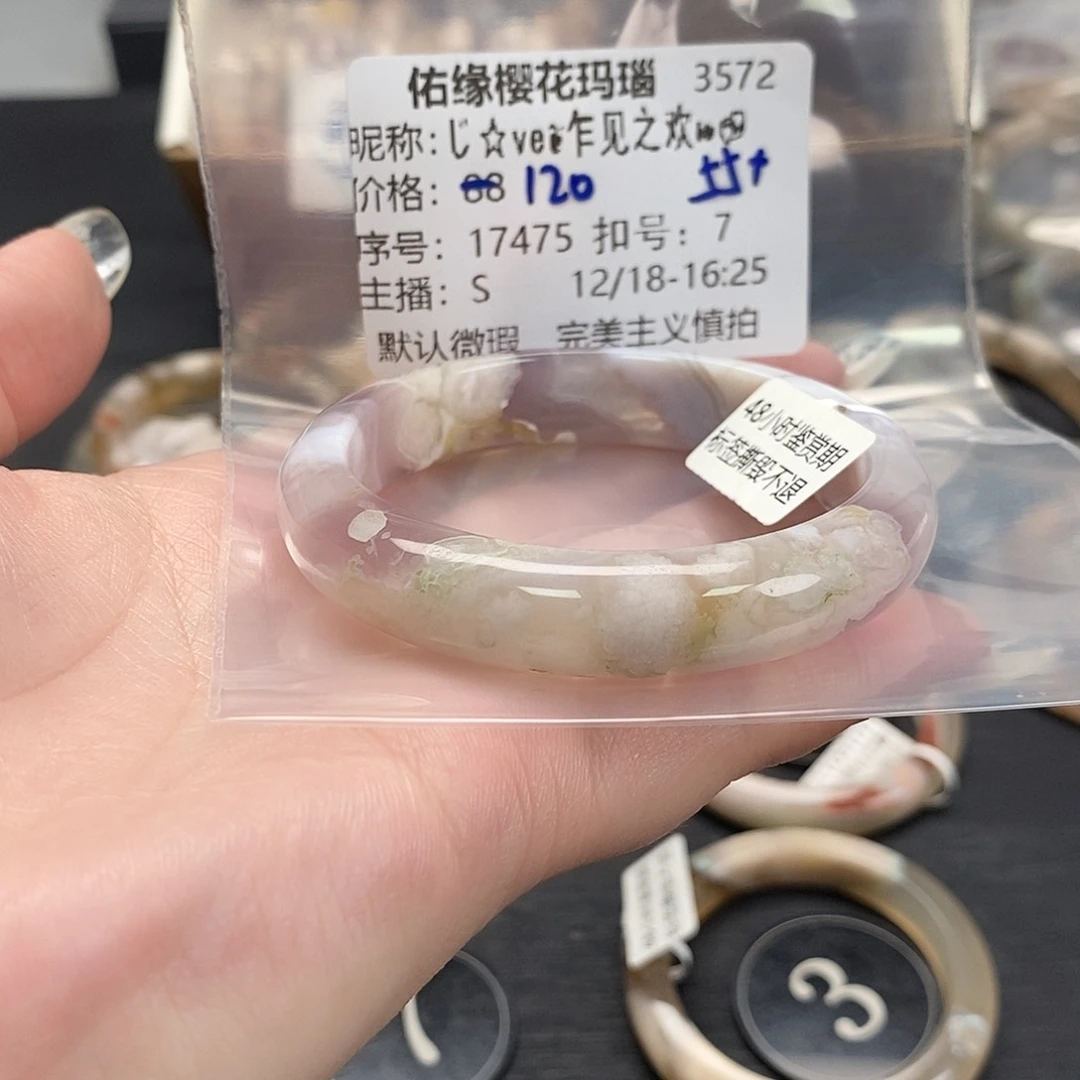 佑缘樱花玛瑙 3572
昵称:じ☆veё乍见之欢
价格: 88 120
序号: 17475 扣号: 7
主播: S 12/18-16:25
默认微瑕 完美主义慎拍
48小时鉴赏期
标签撕毁不退
3